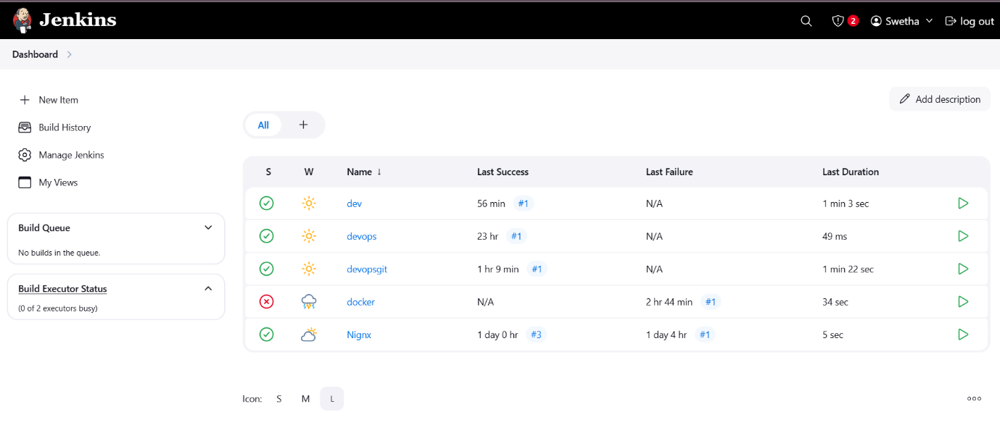 Jenkins
2 Swetha log out
Dashboard
New Item
Build History
Manage Jenkins
My Views
Build Queue
No builds in the queue.
Build Executor Status
(0 of 2 executors busy)
Add description
All +
S W Name ↓ Last Success Last Failure Last Duration
dev 56 min #1 N/A 1 min 3 sec
devops 23 hr #1 N/A 49 ms
devopsgit 1 hr 9 min #1 N/A 1 min 22 sec
docker N/A 2 hr 44 min #1 34 sec
Nignx 1 day 0 hr #3 1 day 4 hr #1 5 sec
Icon: S M L